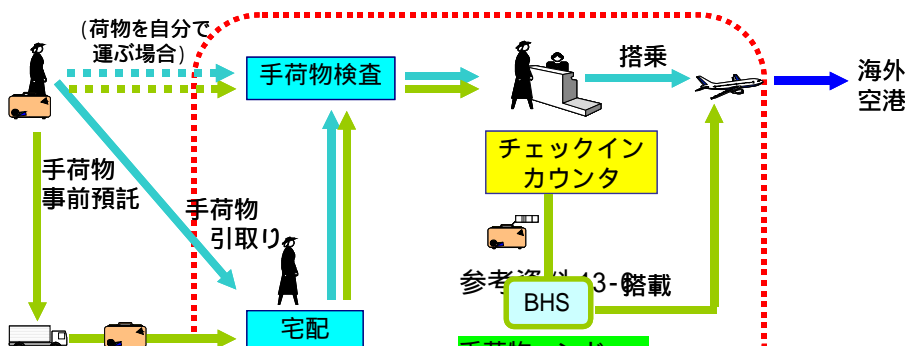 (荷物を自分で
運ぶ場合)
手荷物検査
搭乗
海外
空港
チェックイン
カウンタ
手荷物
事前預託
手荷物
引取り
参考資料 13-6
搭載
BHS
宅配